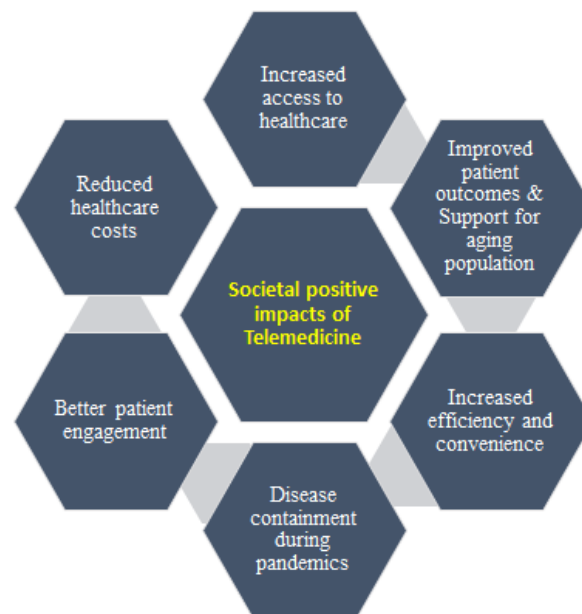 Increased
access to
healthcare
Improved
patient
outcomes &
Support for
aging
population
Increased
efficiency and
convenience
Disease
containment
during
pandemics
Better patient
engagement
Reduced
healthcare
costs
Societal positive
impacts of
Telemedicine